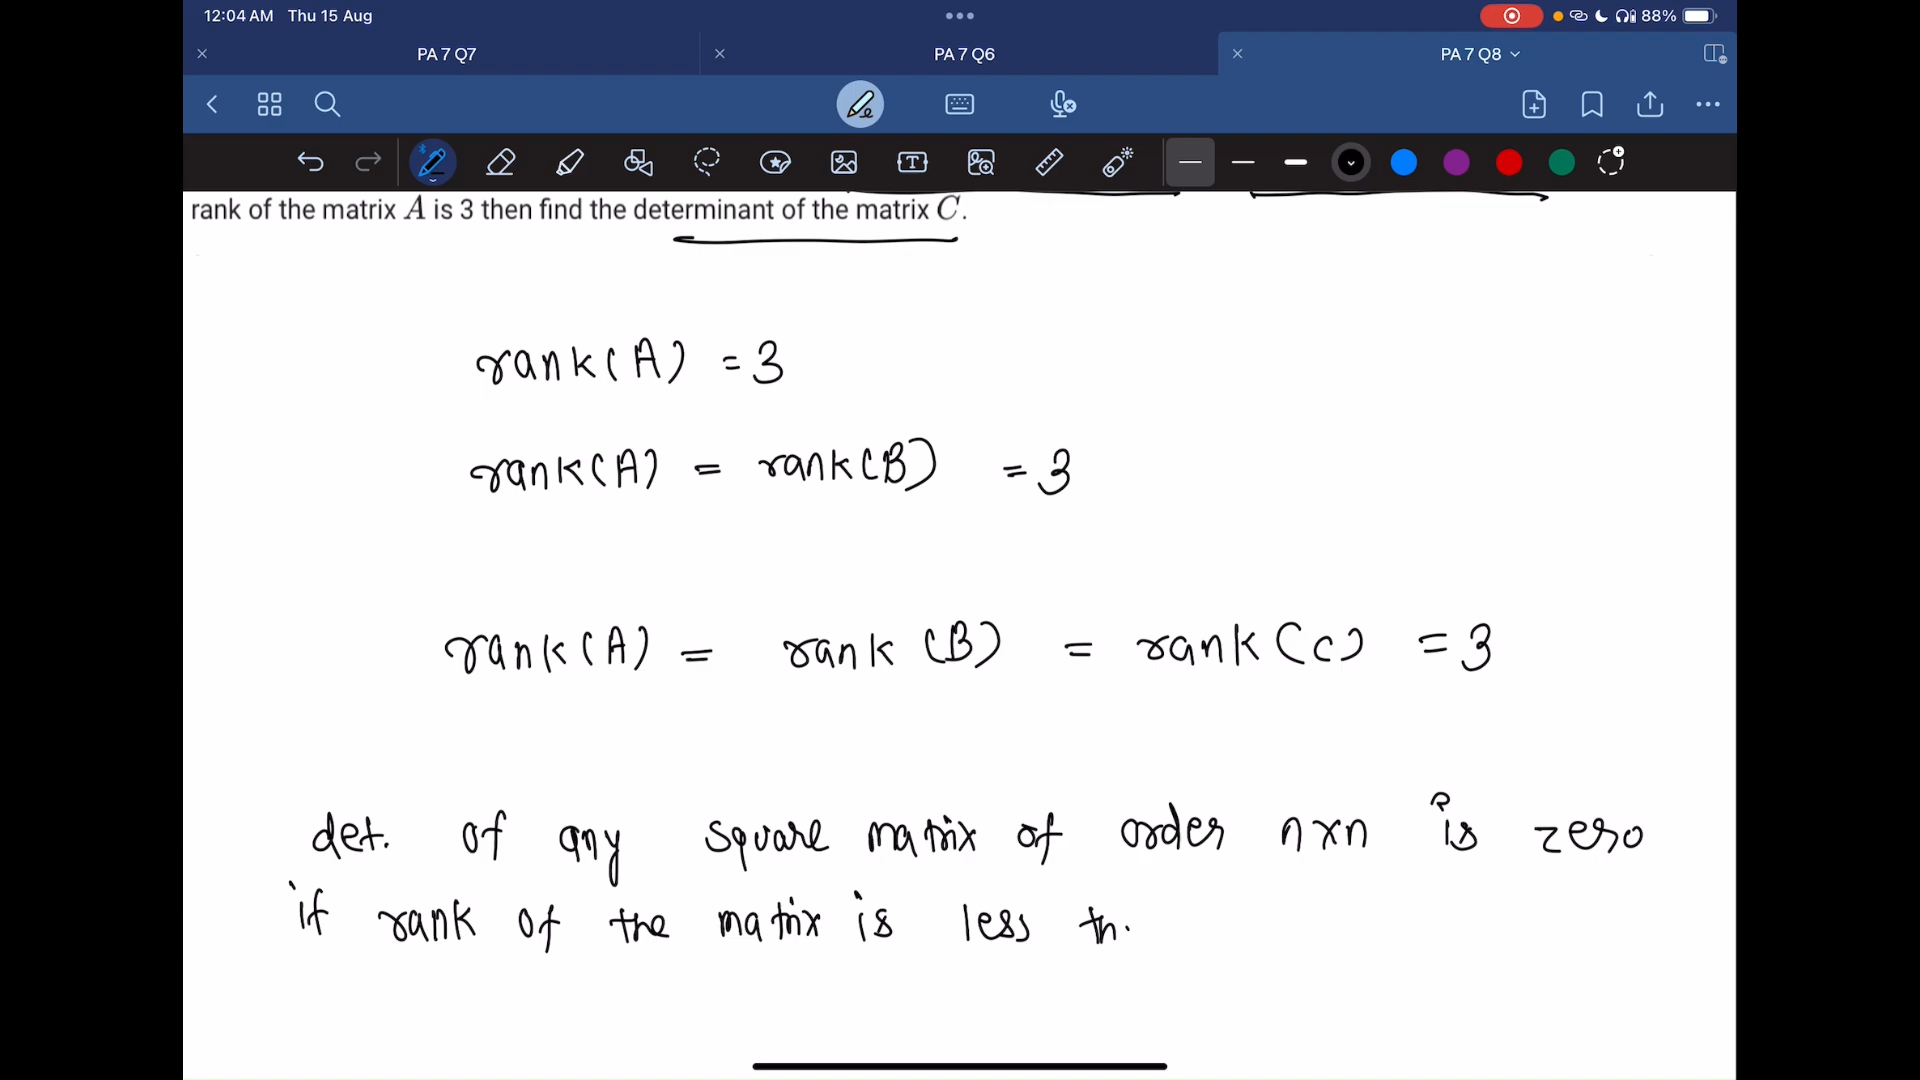 12:04 AM Thu 15 Aug 88%
PA 7 Q7 PA 7 Q6 PA 7 Q8
rank of the matrix A is 3 then find the determinant of the matrix C.
rank(A) = 3
rank(A) = rank(B) = 3
rank(A) = rank (B) = rank (C) = 3
det. of any square matrix of order n×n is zero
if rank of the matrix is less th.